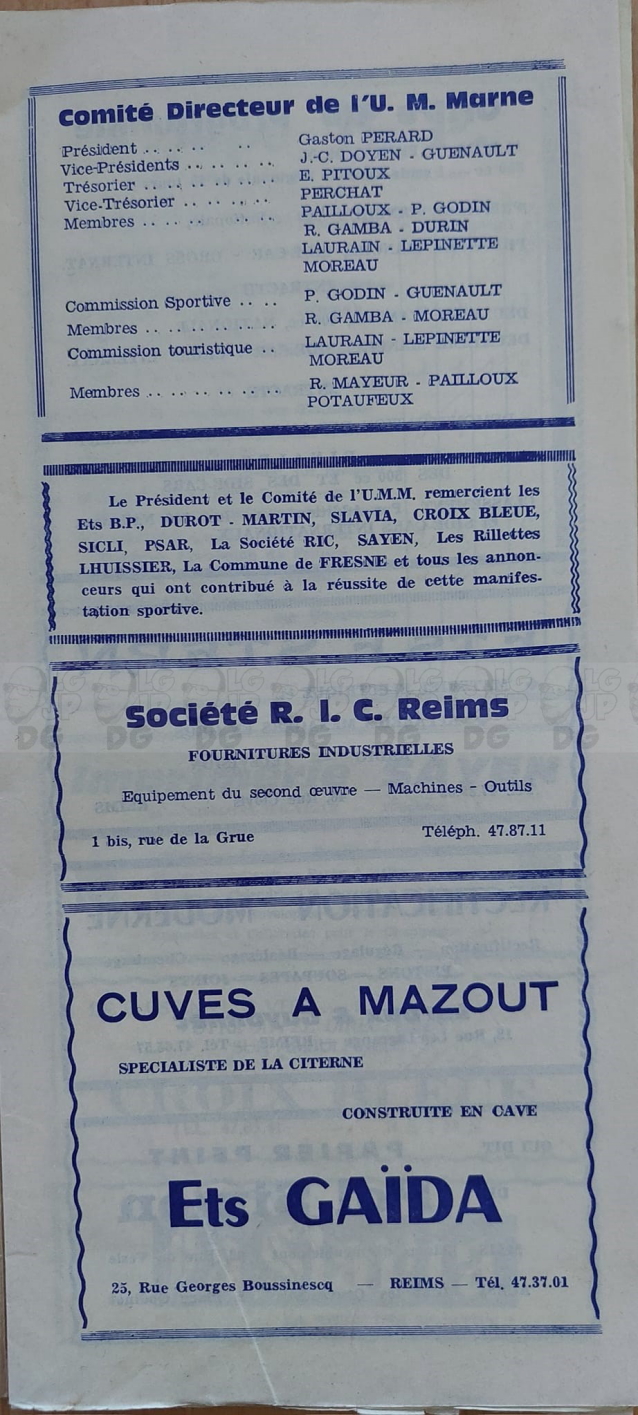 Comité Directeur de l'U. M. Marne
Président .. .. .. .. Gaston PERARD
Vice-Présidents .. .. .. .. J.-C. DOYEN - GUENAULT
Trésorier .. .. .. .. .. .. E. PITOUX
Vice-Trésorier .. .. .. .. PERCHAT
Membres .. .. .. .. .. .. PAILLOUX - P. GODIN
R. GAMBA - DURIN
LAURAIN - LEPINETTE
MOREAU
Commission Sportive .. .. P. GODIN - GUENAULT
Membres .. .. .. .. .. .. R. GAMBA - MOREAU
Commission touristique .. LAURAIN - LEPINETTE
MOREAU
Membres .. .. .. .. .. .. R. MAYEUR - PAILLOUX
POTAUFEUX
Le Président et le Comité de l'U.M.M. remercient les
Ets B.P., DUROT - MARTIN, SLAVIA, CROIX BLEUE,
SICLI, PSAR, La Société RIC, SAYEN, Les Rillettes
LHUISSIER, La Commune de FRESNE et tous les annon-
ceurs qui ont contribué à la réussite de cette manifes-
tation sportive.
Société R. I. C. Reims
FOURNITURES INDUSTRIELLES
Equipement du second œuvre — Machines - Outils
1 bis, rue de la Grue Téléph. 47.87.11
CUVES A MAZOUT
SPECIALISTE DE LA CITERNE
CONSTRUITE EN CAVE
Ets GAÏDA
25, Rue Georges Boussinescq — REIMS — Tél. 47.37.01